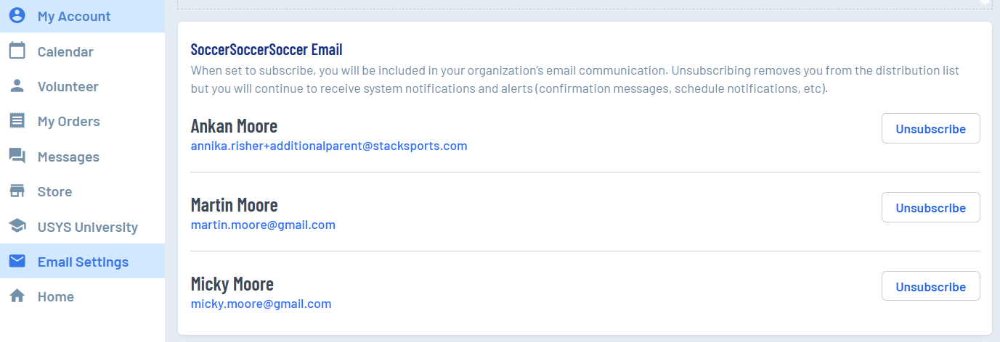 My Account
Calendar
Volunteer
My Orders
Messages
Store
USYS University
Email Settings
Home
SoccerSoccerSoccer Email
When set to subscribe, you will be included in your organization's email communication. Unsubscribing removes you from the distribution list
but you will continue to receive system notifications and alerts (confirmation messages, schedule notifications, etc).
Ankan Moore
annika.risher+additionalparent@stacksports.com
Unsubscribe
Martin Moore
martin.moore@gmail.com
Unsubscribe
Micky Moore
micky.moore@gmail.com
Unsubscribe